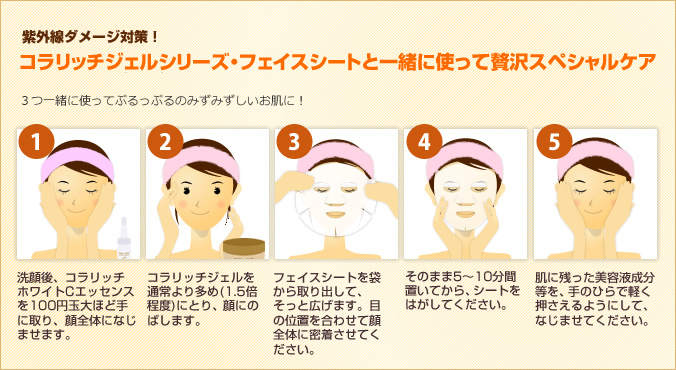 紫外線ダメージ対策！
コラリッチジェルシリーズ・フェイスシートと一緒に使って贅沢スペシャルケア
３つ一緒に使ってぷるっぷるのみずみずしいお肌に！
1
洗顔後、コラリッチ
ホワイトCエッセンス
を100円玉大ほど手
に取り、顔全体になじ
ませます。
2
コラリッチジェルを
通常より多め(1.5倍
程度)にとり、顔にの
ばします。
3
フェイスシートを袋
から取り出して、
そっと広げます。目
の位置を合わせて顔
全体に密着させてく
ださい。
4
そのまま5〜10分間
置いてから、シートを
はがしてください。
5
肌に残った美容液成分
等を、手のひらで軽く
押さえるようにして、
なじませてください。